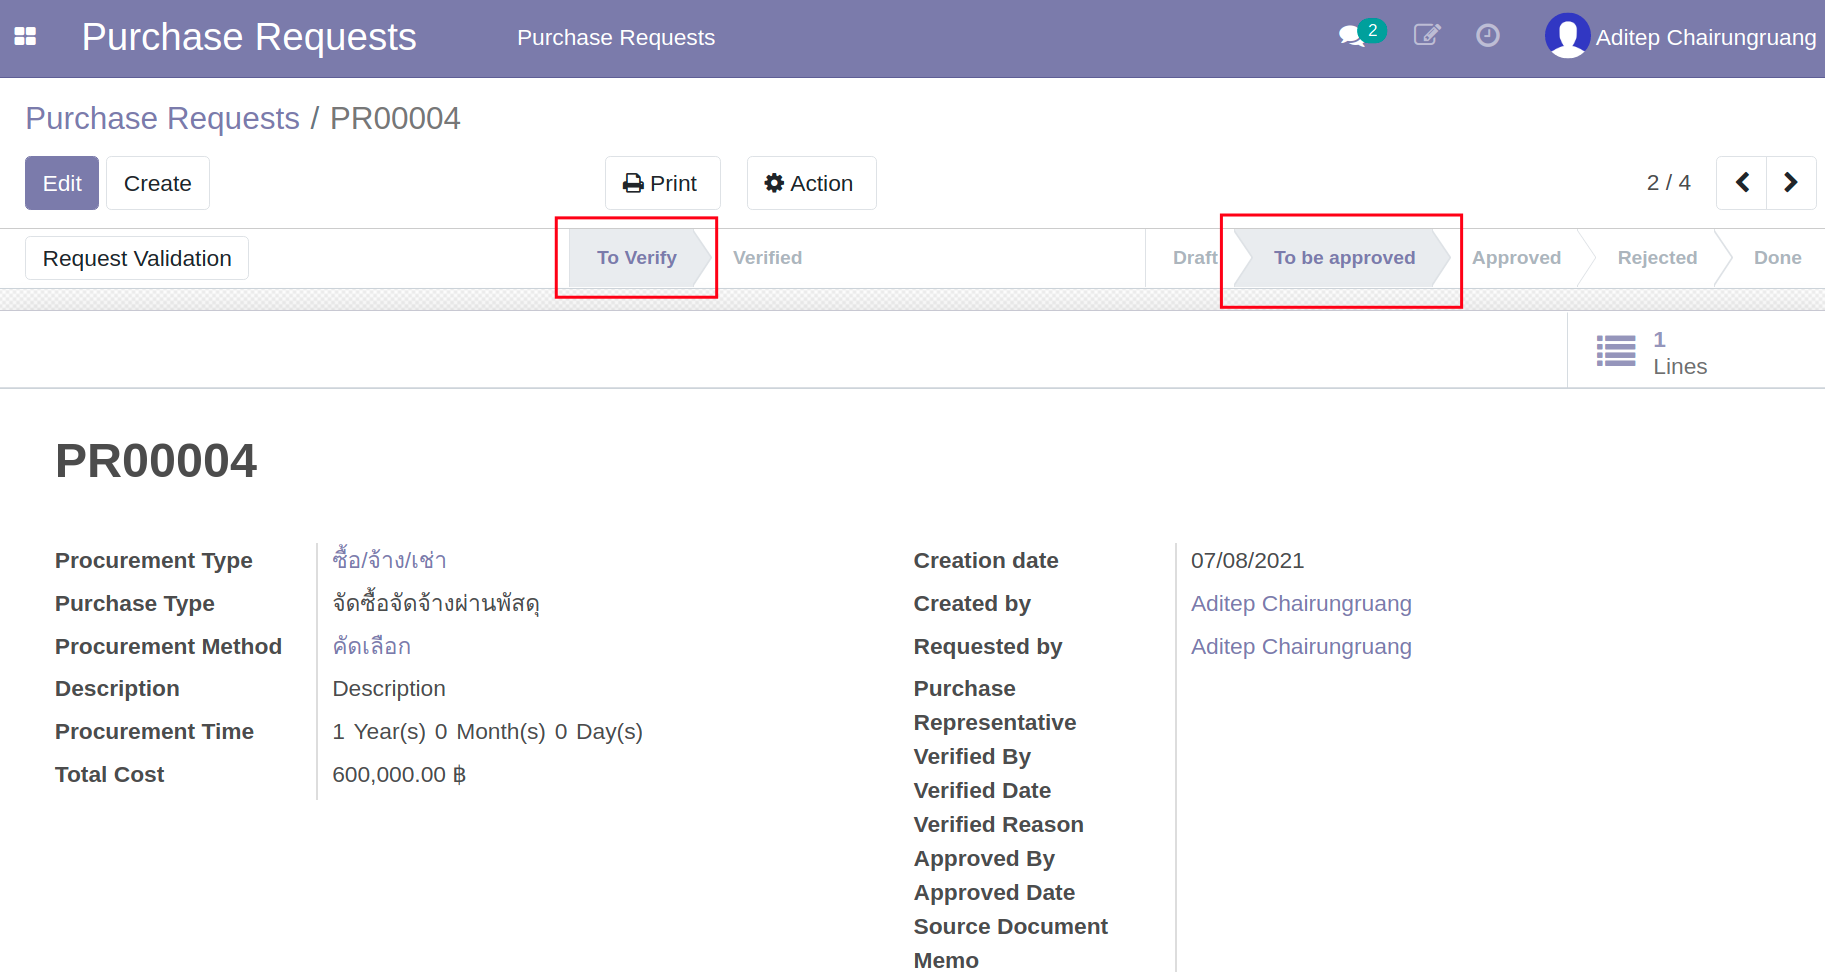 Purchase Requests Purchase Requests 2 Aditep Chairungruang
Purchase Requests / PR00004
Edit Create Print Action 2 / 4
Request Validation To Verify Verified Draft To be approved Approved Rejected Done
1
Lines
PR00004
Procurement Type ซื้อ/จ้าง/เช่า
Purchase Type จัดซื้อจัดจ้างผ่านพัสดุ
Procurement Method คัดเลือก
Description Description
Procurement Time 1 Year(s) 0 Month(s) 0 Day(s)
Total Cost 600,000.00 ฿
Creation date 07/08/2021
Created by Aditep Chairungruang
Requested by Aditep Chairungruang
Purchase
Representative
Verified By
Verified Date
Verified Reason
Approved By
Approved Date
Source Document
Memo